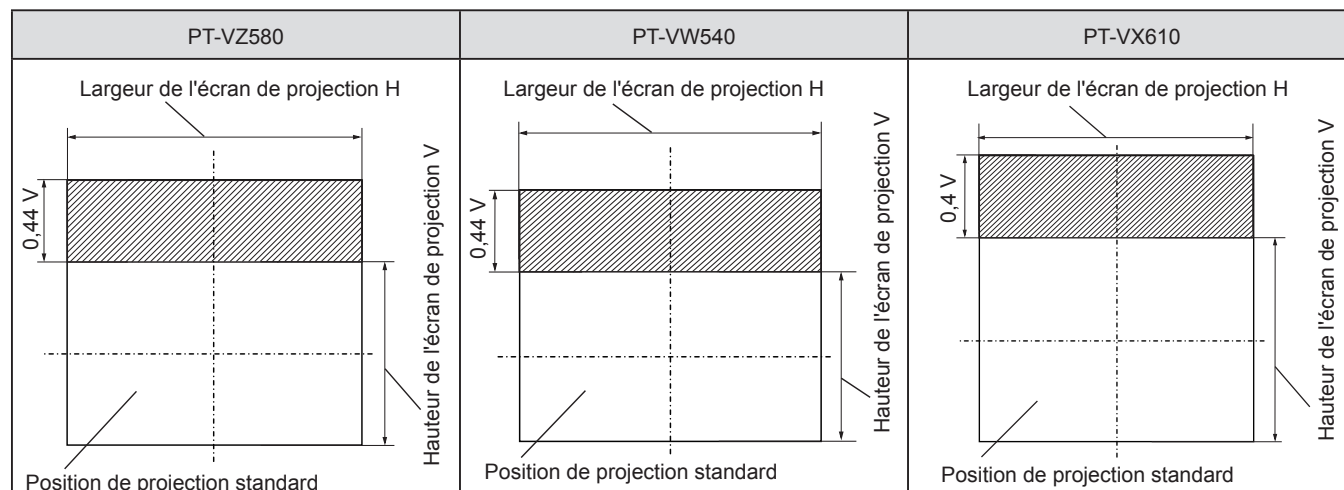 PT-VZ580
PT-VW540
PT-VX610
Largeur de l'écran de projection H
0,44 V
Hauteur de l'écran de projection V
Position de projection standard
Largeur de l'écran de projection H
0,44 V
Hauteur de l'écran de projection V
Position de projection standard
Largeur de l'écran de projection H
0,4 V
Hauteur de l'écran de projection V
Position de projection standard